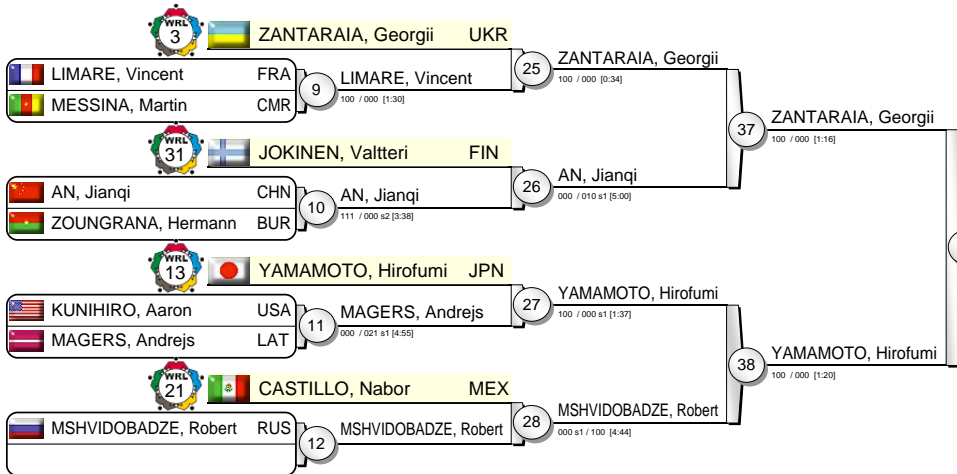 WRL
3
ZANTARAIA, Georgii UKR
LIMARE, Vincent FRA
MESSINA, Martin CMR
9
LIMARE, Vincent
100 / 000 [1:30]
25
ZANTARAIA, Georgii
100 / 000 [0:34]
37
ZANTARAIA, Georgii
100 / 000 [1:16]
WRL
31
JOKINEN, Valtteri FIN
AN, Jianqi CHN
ZOUNGRANA, Hermann BUR
10
AN, Jianqi
111 / 000 s2 [3:38]
26
AN, Jianqi
000 / 010 s1 [5:00]
WRL
13
YAMAMOTO, Hirofumi JPN
KUNIHIRO, Aaron USA
MAGERS, Andrejs LAT
11
MAGERS, Andrejs
000 / 021 s1 [4:55]
27
YAMAMOTO, Hirofumi
100 / 000 s1 [1:37]
38
YAMAMOTO, Hirofumi
100 / 000 [1:20]
WRL
21
CASTILLO, Nabor MEX
MSHVIDOBADZE, Robert RUS
12
MSHVIDOBADZE, Robert
28
MSHVIDOBADZE, Robert
000 s1 / 100 [4:44]